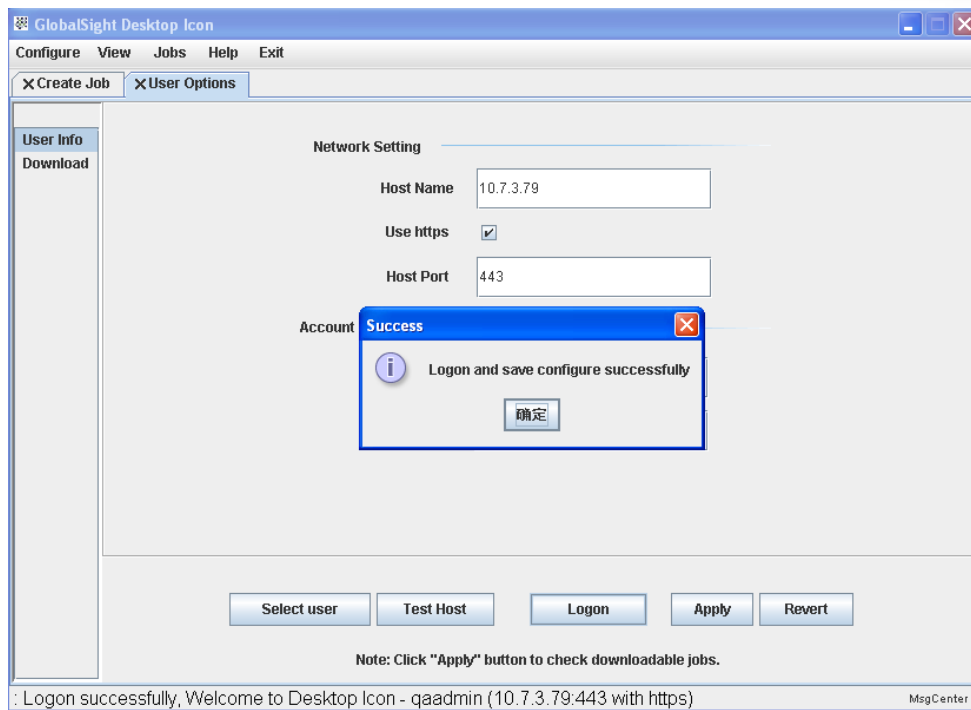 GlobalSight Desktop Icon
Configure View Jobs Help Exit
Create Job User Options
User Info
Download
Network Setting
Host Name 10.7.3.79
Use https
Host Port 443
Account
Success
Logon and save configure successfully
确定
Select user Test Host Logon Apply Revert
Note: Click "Apply" button to check downloadable jobs.
: Logon successfully, Welcome to Desktop Icon - qaadmin (10.7.3.79:443 with https) MsgCenter